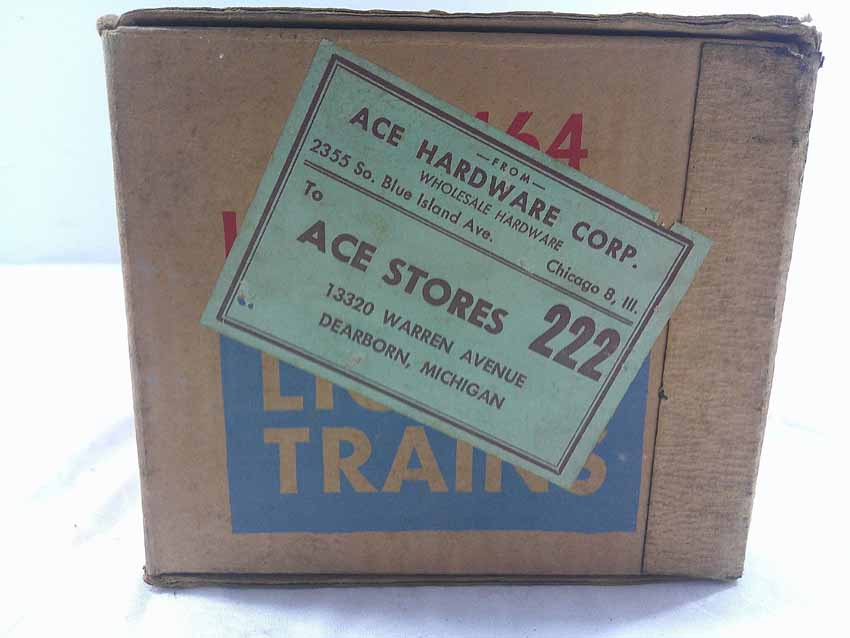 164
—FROM—
ACE HARDWARE CORP.
WHOLESALE HARDWARE
2355 So. Blue Island Ave.
Chicago 8, Ill.
To
ACE STORES
222
13320 WARREN AVENUE
DEARBORN, MICHIGAN
TRAINS